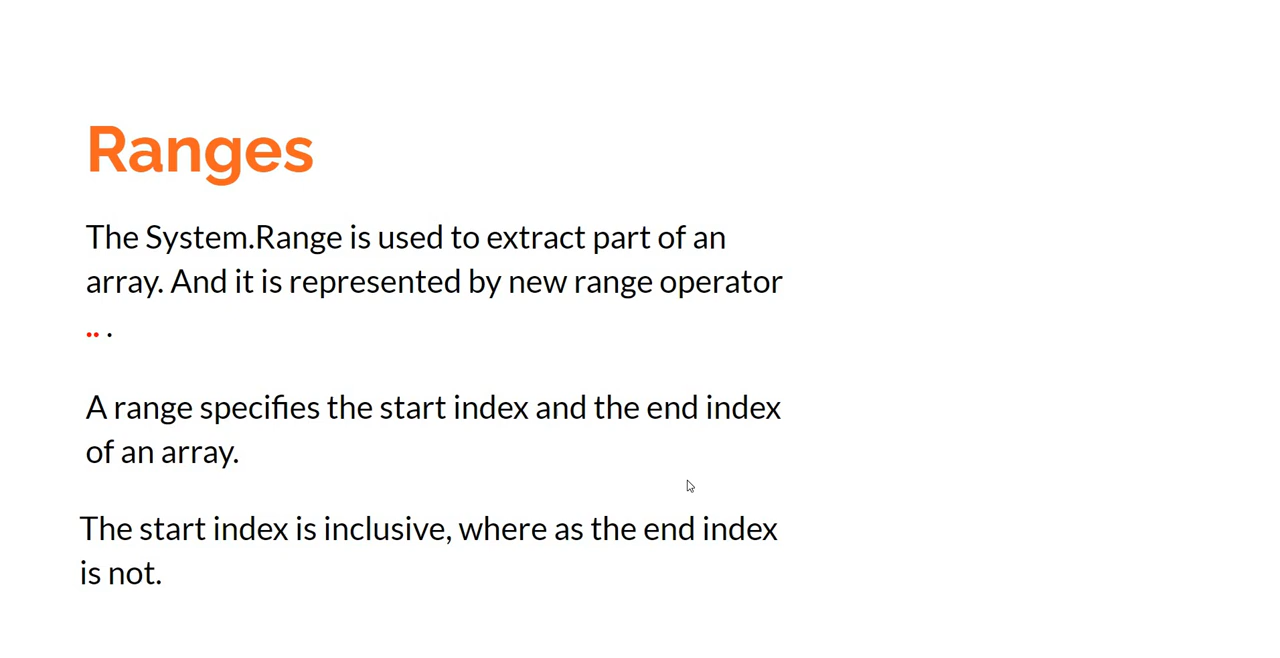 Ranges
The System.Range is used to extract part of an
array. And it is represented by new range operator
.. .
A range specifies the start index and the end index
of an array.
The start index is inclusive, where as the end index
is not.